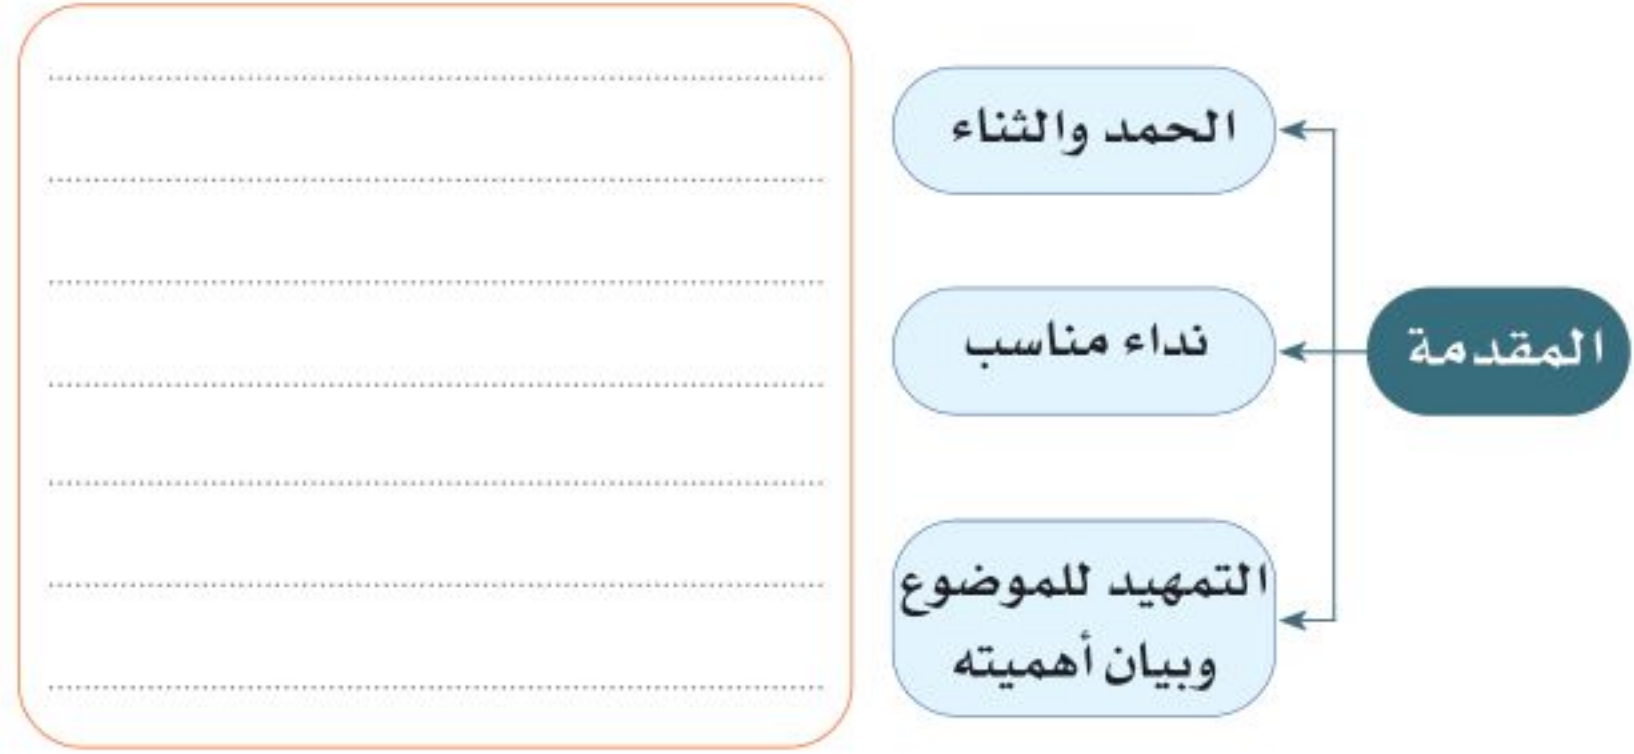 المقدمة
الحمد والثناء
نداء مناسب
التمهيد للموضوع
وبيان أهميته